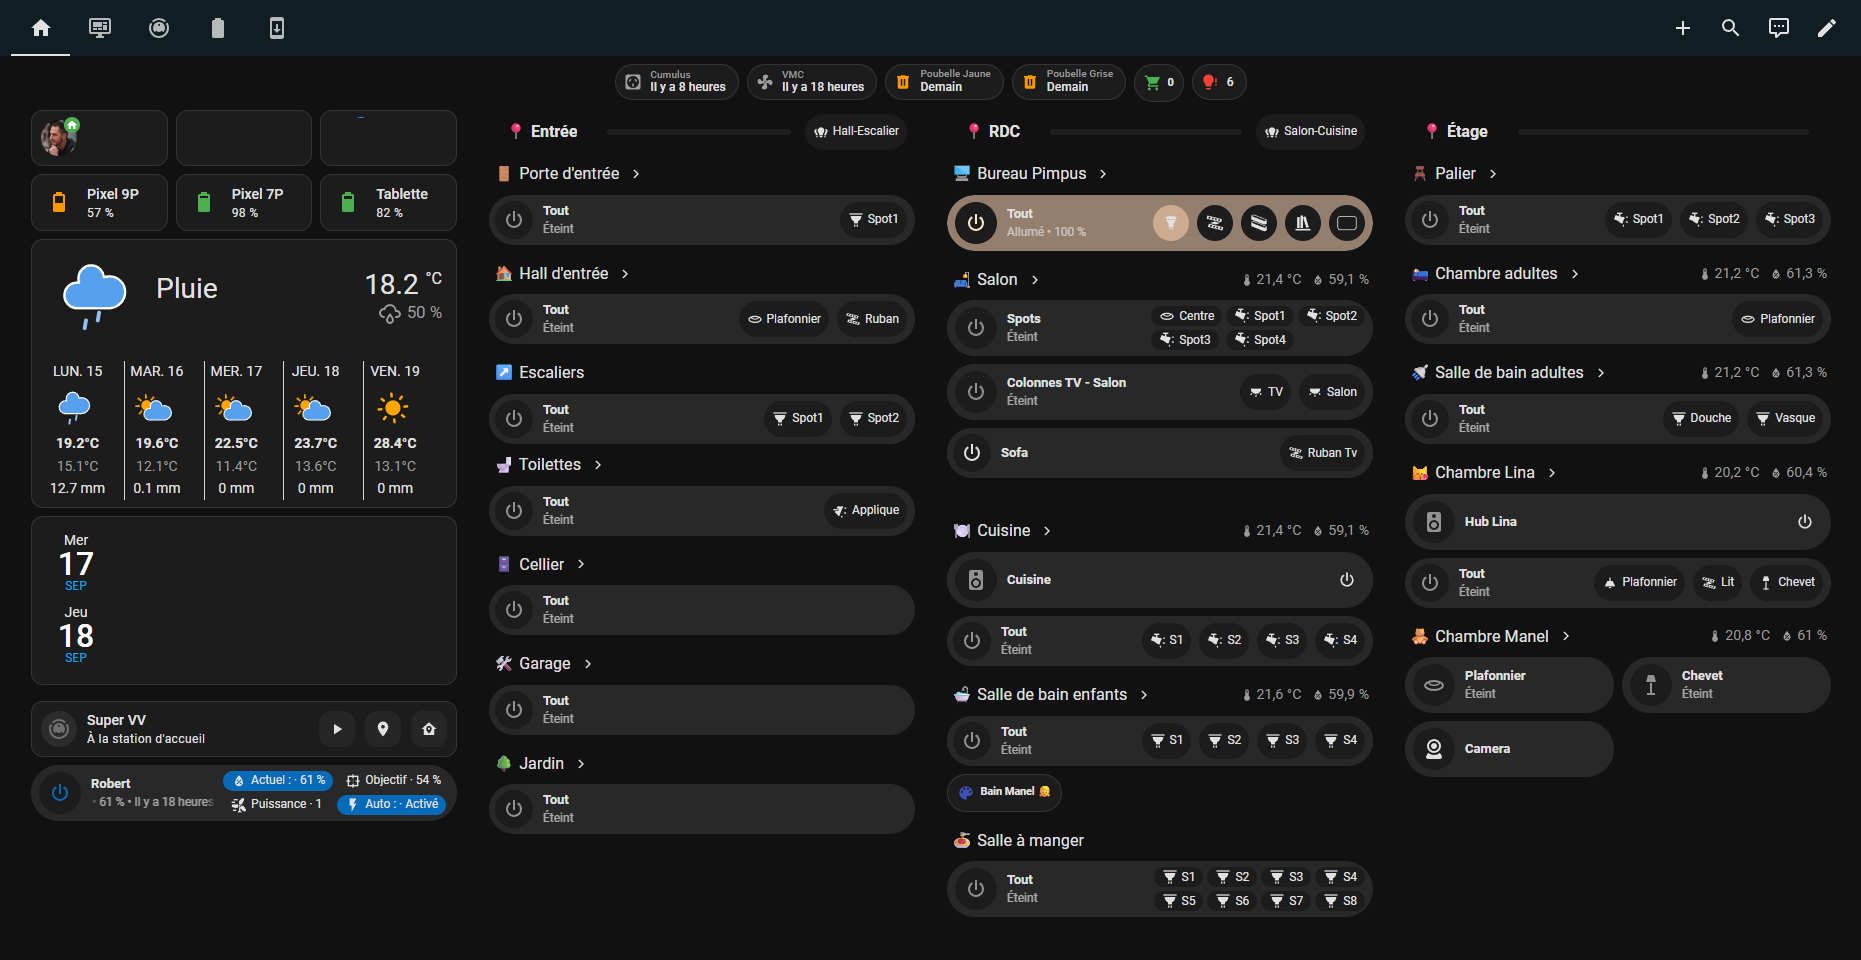 Cumulus
Il y a 8 heures
VMC
Il y a 18 heures
Poubelle Jaune
Demain
Poubelle Grise
Demain
0
6
Pixel 9P
57 %
Pixel 7P
98 %
Tablette
82 %
Pluie
18.2 °C
50 %
LUN. 15
MAR. 16
MER. 17
JEU. 18
VEN. 19
19.2°C
19.6°C
22.5°C
23.7°C
28.4°C
15.1°C
12.1°C
11.4°C
13.6°C
13.1°C
12.7 mm
0.1 mm
0 mm
0 mm
0 mm
Mer
17
SEP
Jeu
18
SEP
Super VV
À la station d'accueil
Robert
· 61 % • Il y a 18 heures
Actuel : · 61 %
Objectif · 54 %
Puissance · 1
Auto : · Activé
Entrée
Hall-Escalier
Porte d'entrée
Tout
Éteint
Spot1
Hall d'entrée
Tout
Éteint
Plafonnier
Ruban
Escaliers
Tout
Éteint
Spot1
Spot2
Toilettes
Tout
Éteint
Applique
Cellier
Tout
Éteint
Garage
Tout
Éteint
Jardin
Tout
Éteint
RDC
Salon-Cuisine
Bureau Pimpus
Tout
Allumé • 100 %
Salon
21,4 °C
59,1 %
Spots
Éteint
Centre
Spot1
Spot2
Spot3
Spot4
Colonnes TV - Salon
Éteint
TV
Salon
Sofa
Ruban Tv
Cuisine
21,4 °C
59,1 %
Cuisine
Tout
Éteint
S1
S2
S3
S4
Salle de bain enfants
21,6 °C
59,9 %
Tout
Éteint
S1
S2
S3
S4
Bain Manel
Salle à manger
Tout
Éteint
S1
S2
S3
S4
S5
S6
S7
S8
Étage
Palier
Tout
Éteint
Spot1
Spot2
Spot3
Chambre adultes
21,2 °C
61,3 %
Tout
Éteint
Plafonnier
Salle de bain adultes
21,2 °C
61,3 %
Tout
Éteint
Douche
Vasque
Chambre Lina
20,2 °C
60,4 %
Hub Lina
Tout
Éteint
Plafonnier
Lit
Chevet
Chambre Manel
20,8 °C
61 %
Plafonnier
Éteint
Chevet
Éteint
Camera